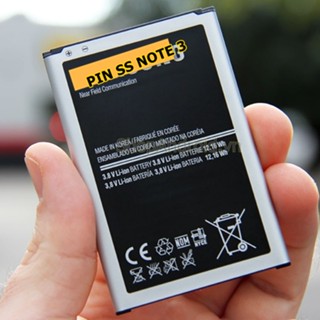 PIN SS NOTE 3
Near Field Communication
MADE IN KOREA / FABRIQUÉ EN CORÉE
ENSAMBLADO EN COREA / MONTADO NA CORÉIA
3.8 V Li-ion BATTERY 3.8 V Li-ion BATTERIE 12.16 Wh
3.8 V Li-ion BATERÍA 3.8 V Li-ion BATERIA 12.16 Wh
CE